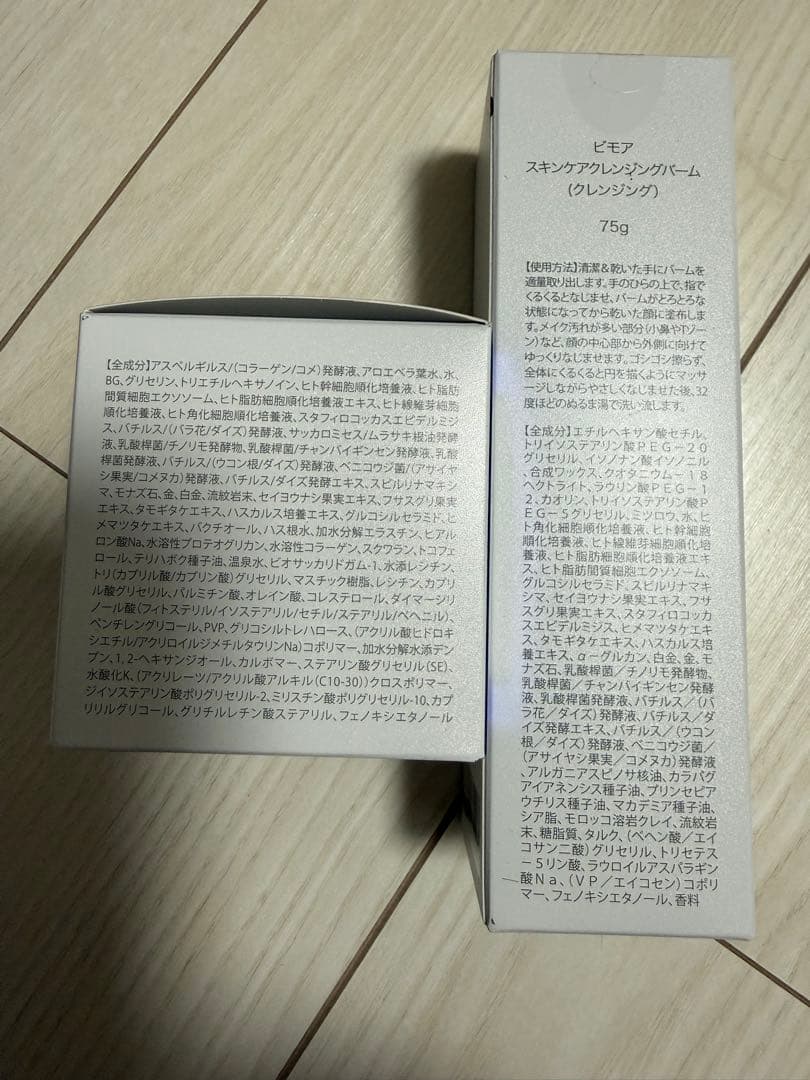 【全成分】アスペルギルス/(コラーゲン/コメ)発酵液、アロエベラ葉水、水、
BG、グリセリン、トリエチルヘキサノイン、ヒト幹細胞順化培養液、ヒト脂肪
間質細胞エクソソーム、ヒト脂肪細胞順化培養液エキス、ヒト線維芽細胞
順化培養液、ヒト角化細胞順化培養液、スタフィロコッカスエピデルミジ
ス、バチルス/(バラ花/ダイズ)発酵液、サッカロミセス/ムラサキ根油発酵
液、乳酸桿菌/チノリモ発酵物、乳酸桿菌/チャンバイギンセン発酵液、乳酸
桿菌発酵液、バチルス/(ウコン根/ダイズ)発酵液、ベニコウジ菌/(アサイヤ
シ果実/コメヌカ)発酵液、バチルス/ダイズ発酵エキス、スピルリナマキシ
マ、モナズ石、金、白金、流紋岩末、セイヨウナシ果実エキス、フサスグリ果実
エキス、タモギタケエキス、ハスカルス培養エキス、グルコシルセラミド、ヒ
メマツタケエキス、バクチオール、ハス根水、加水分解エラスチン、ヒアル
ロン酸Na、水溶性プロテオグリカン、水溶性コラーゲン、スクワラン、トコフェ
ロール、テリハボク種子油、温泉水、ビオサッカリドガム-1、水添レシチン、
トリ(カプリル酸/カプリン酸)グリセリル、マスチック樹脂、レシチン、カプリ
ル酸グリセリル、パルミチン酸、オレイン酸、コレステロール、ダイマージリ
ノール酸(フィトステリル/イソステアリル/セチル/ステアリル/ベヘニル)、
ペンチレングリコール、PVP、グリコシルトレハロース、(アクリル酸ヒドロキ
シエチル/アクリロイルジメチルタウリンNa)コポリマー、加水分解水添デン
プン、1,2-ヘキサンジオール、カルボマー、ステアリン酸グリセリル(SE)、
水酸化K、(アクリレーツ/アクリル酸アルキル(C10-30))クロスポリマー、
ジイソステアリン酸ポリグリセリル-2、ミリスチン酸ポリグリセリル-10、カプ
リリルグリコール、グリチルレチン酸ステアリル、フェノキシエタノール
ビモア
スキンケアクレンジングバーム
(クレンジング)
75g
【使用方法】清潔&乾いた手にバームを
適量取り出します。手のひらの上で、指で
くるくるとなじませ、バームがとろとろな
状態になってから乾いた顔に塗布しま
す。メイク汚れが多い部分(小鼻やTゾー
ン)など、顔の中心部から外側に向けて
ゆっくりなじませます。ゴシゴシ擦らず、
全体にくるくると円を描くようにマッサ
ージしながらやさしくなじませた後、32
度ほどのぬるま湯で洗い流します。
【全成分】エチルヘキサン酸セチル、
トリイソステアリン酸PEG-20
グリセリル、イソノナン酸イソノニル
、合成ワックス、クオタニウム-18
ヘクトライト、ラウリン酸PEG-1
2、カオリン、トリイソステアリン酸P
EG-5グリセリル、ミツロウ、水、ヒ
ト角化細胞順化培養液、ヒト幹細胞
順化培養液、ヒト線維芽細胞順化培
養液、ヒト脂肪細胞順化培養液エキ
ス、ヒト脂肪間質細胞エクソソーム、
グルコシルセラミド、スピルリナマキ
シマ、セイヨウナシ果実エキス、フサ
スグリ果実エキス、スタフィロコッカ
スエピデルミジス、ヒメマツタケエキ
ス、タモギタケエキス、ハスカルス培
養エキス、α-グルカン、白金、金、モ
ナズ石、乳酸桿菌/チノリモ発酵物、
乳酸桿菌/チャンバイギンセン発酵
液、乳酸桿菌発酵液、バチルス/(バ
ラ花/ダイズ)発酵液、バチルス/ダ
イズ発酵エキス、バチルス/(ウコン
根/ダイズ)発酵液、ベニコウジ菌/
(アサイヤシ果実/コメヌカ)発酵液
、アルガニアスピノサ核油、カラパグ
アイアネンシス種子油、プリンセピア
ウチリス種子油、マカデミア種子油、
シア脂、モロッコ溶岩クレイ、流紋岩
末、糖脂質、タルク、(ベヘン酸/エイ
コサン二酸)グリセリル、トリセテス
-5リン酸、ラウロイルアスパラギン
酸Na、(VP/エイコセン)コポリ
マー、フェノキシエタノール、香料